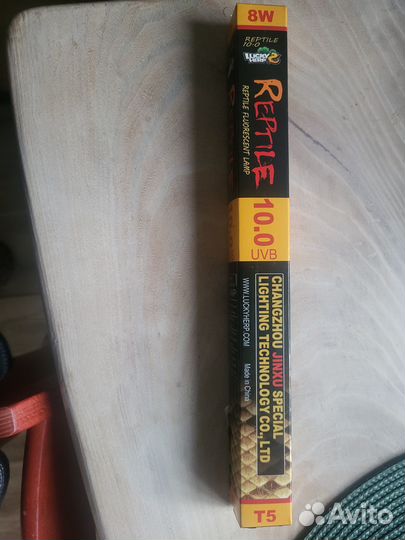 8W
REPTILE
10.0
LUCKY HERP
REPTILE
REPTILE FLUORESCENT LAMP
10.0
UVB
WWW.LUCKYHERP.COM
Made in China
CHANGZHOU JINXU SPECIAL
LIGHTING TECHNOLOGY CO., LTD
T5
Avito